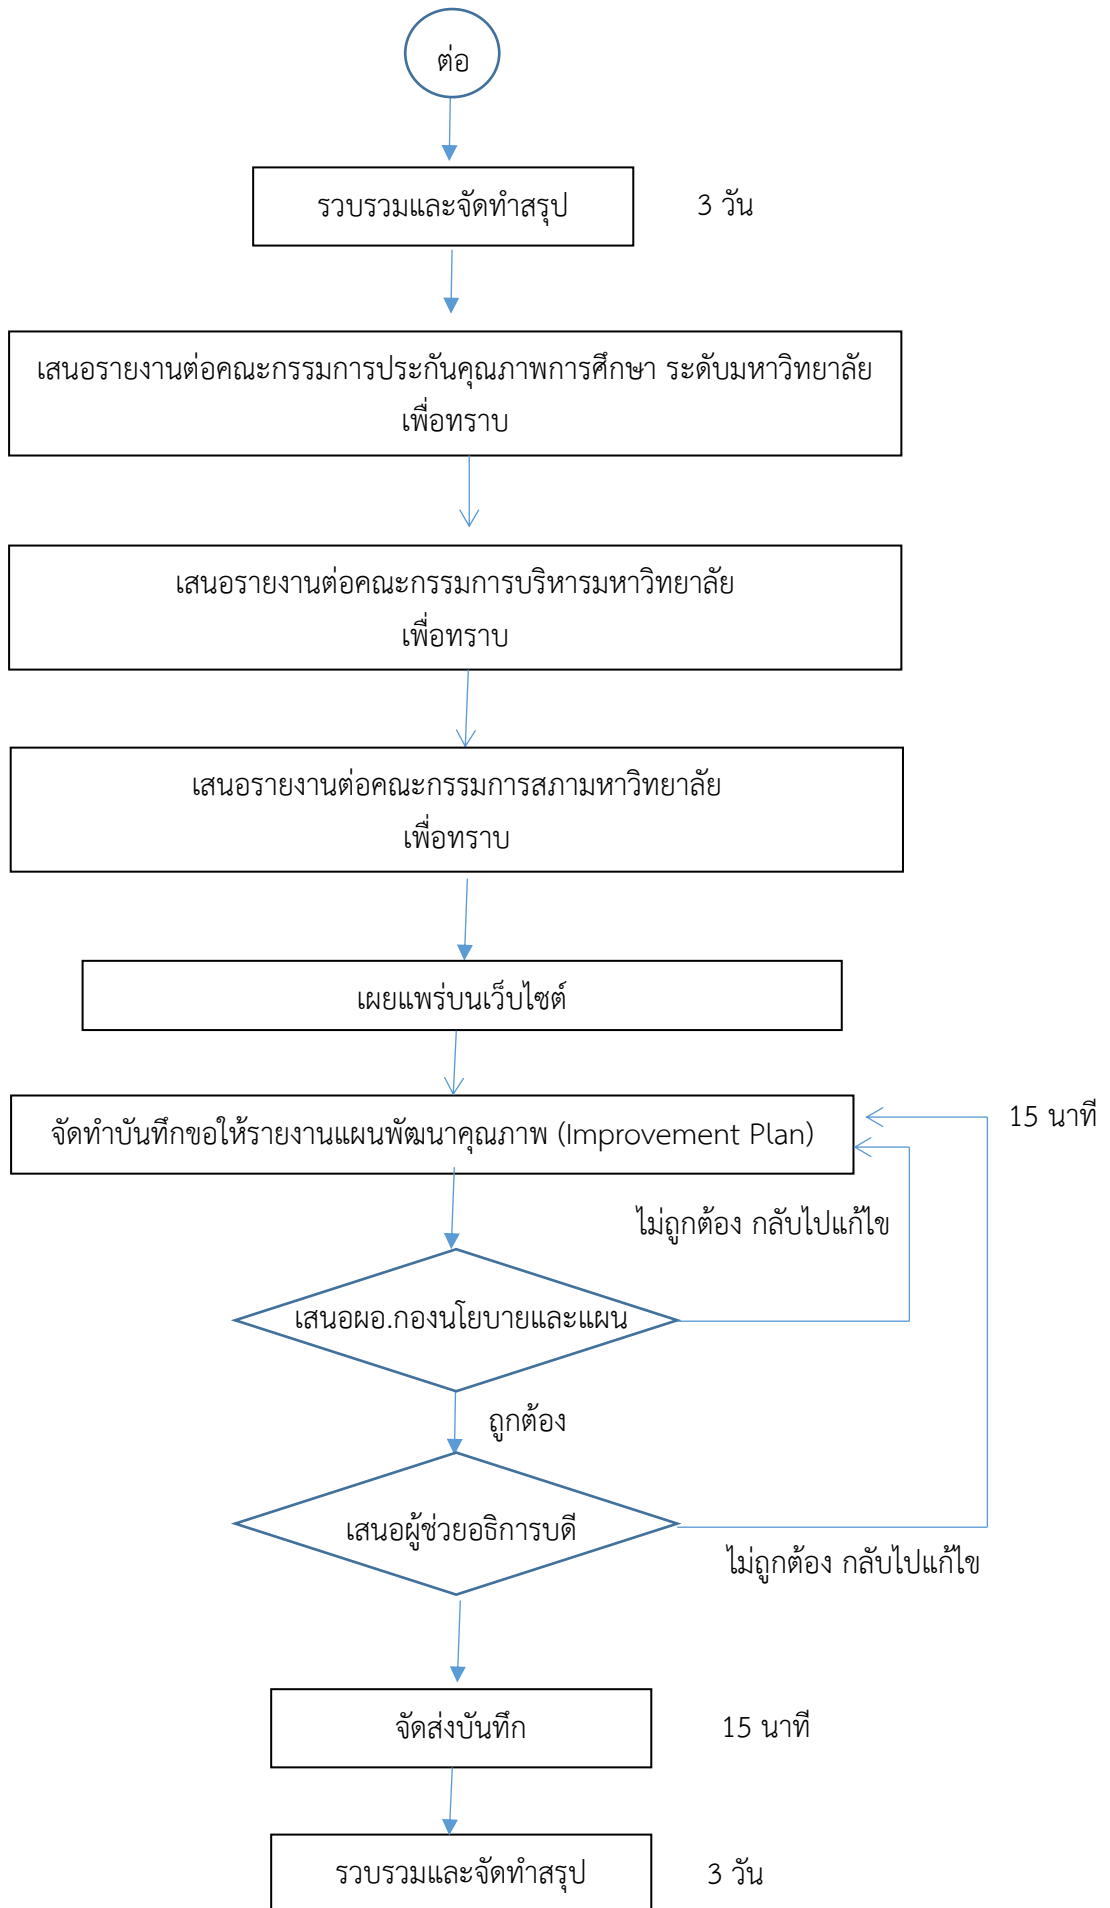 ต่อ
รวบรวมและจัดทำสรุป
3 วัน
เสนอรายงานต่อคณะกรรมการประกันคุณภาพการศึกษา ระดับมหาวิทยาลัย
เพื่อทราบ
เสนอรายงานต่อคณะกรรมการบริหารมหาวิทยาลัย
เพื่อทราบ
เสนอรายงานต่อคณะกรรมการสภามหาวิทยาลัย
เพื่อทราบ
เผยแพร่บนเว็บไซต์
จัดทำบันทึกขอให้รายงานแผนพัฒนาคุณภาพ (Improvement Plan)
15 นาที
ไม่ถูกต้อง กลับไปแก้ไข
เสนอผอ.กองนโยบายและแผน
ถูกต้อง
เสนอผู้ช่วยอธิการบดี
ไม่ถูกต้อง กลับไปแก้ไข
จัดส่งบันทึก
15 นาที
รวบรวมและจัดทำสรุป
3 วัน